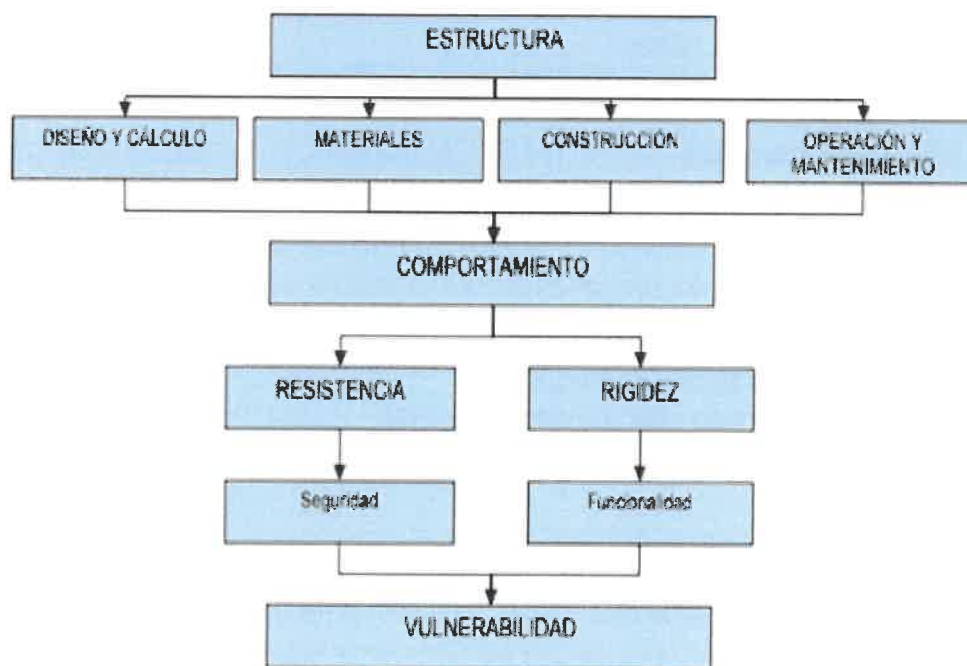 ESTRUCTURA
DISEÑO Y CÁLCULO
MATERIALES
CONSTRUCCIÓN
OPERACIÓN Y
MANTENIMIENTO
COMPORTAMIENTO
RESISTENCIA
RIGIDEZ
Seguridad
Funcionalidad
VULNERABILIDAD